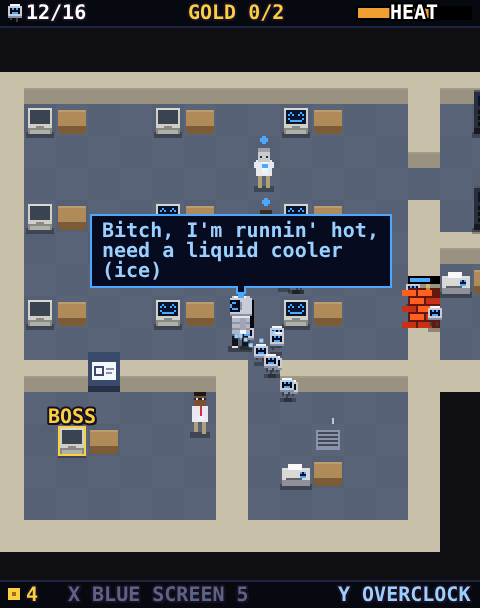 12/16 GOLD 0/2 HEAT
Bitch, I'm runnin' hot,
need a liquid cooler
(ice)
BOSS
4 X BLUE SCREEN 5 Y OVERCLOCK